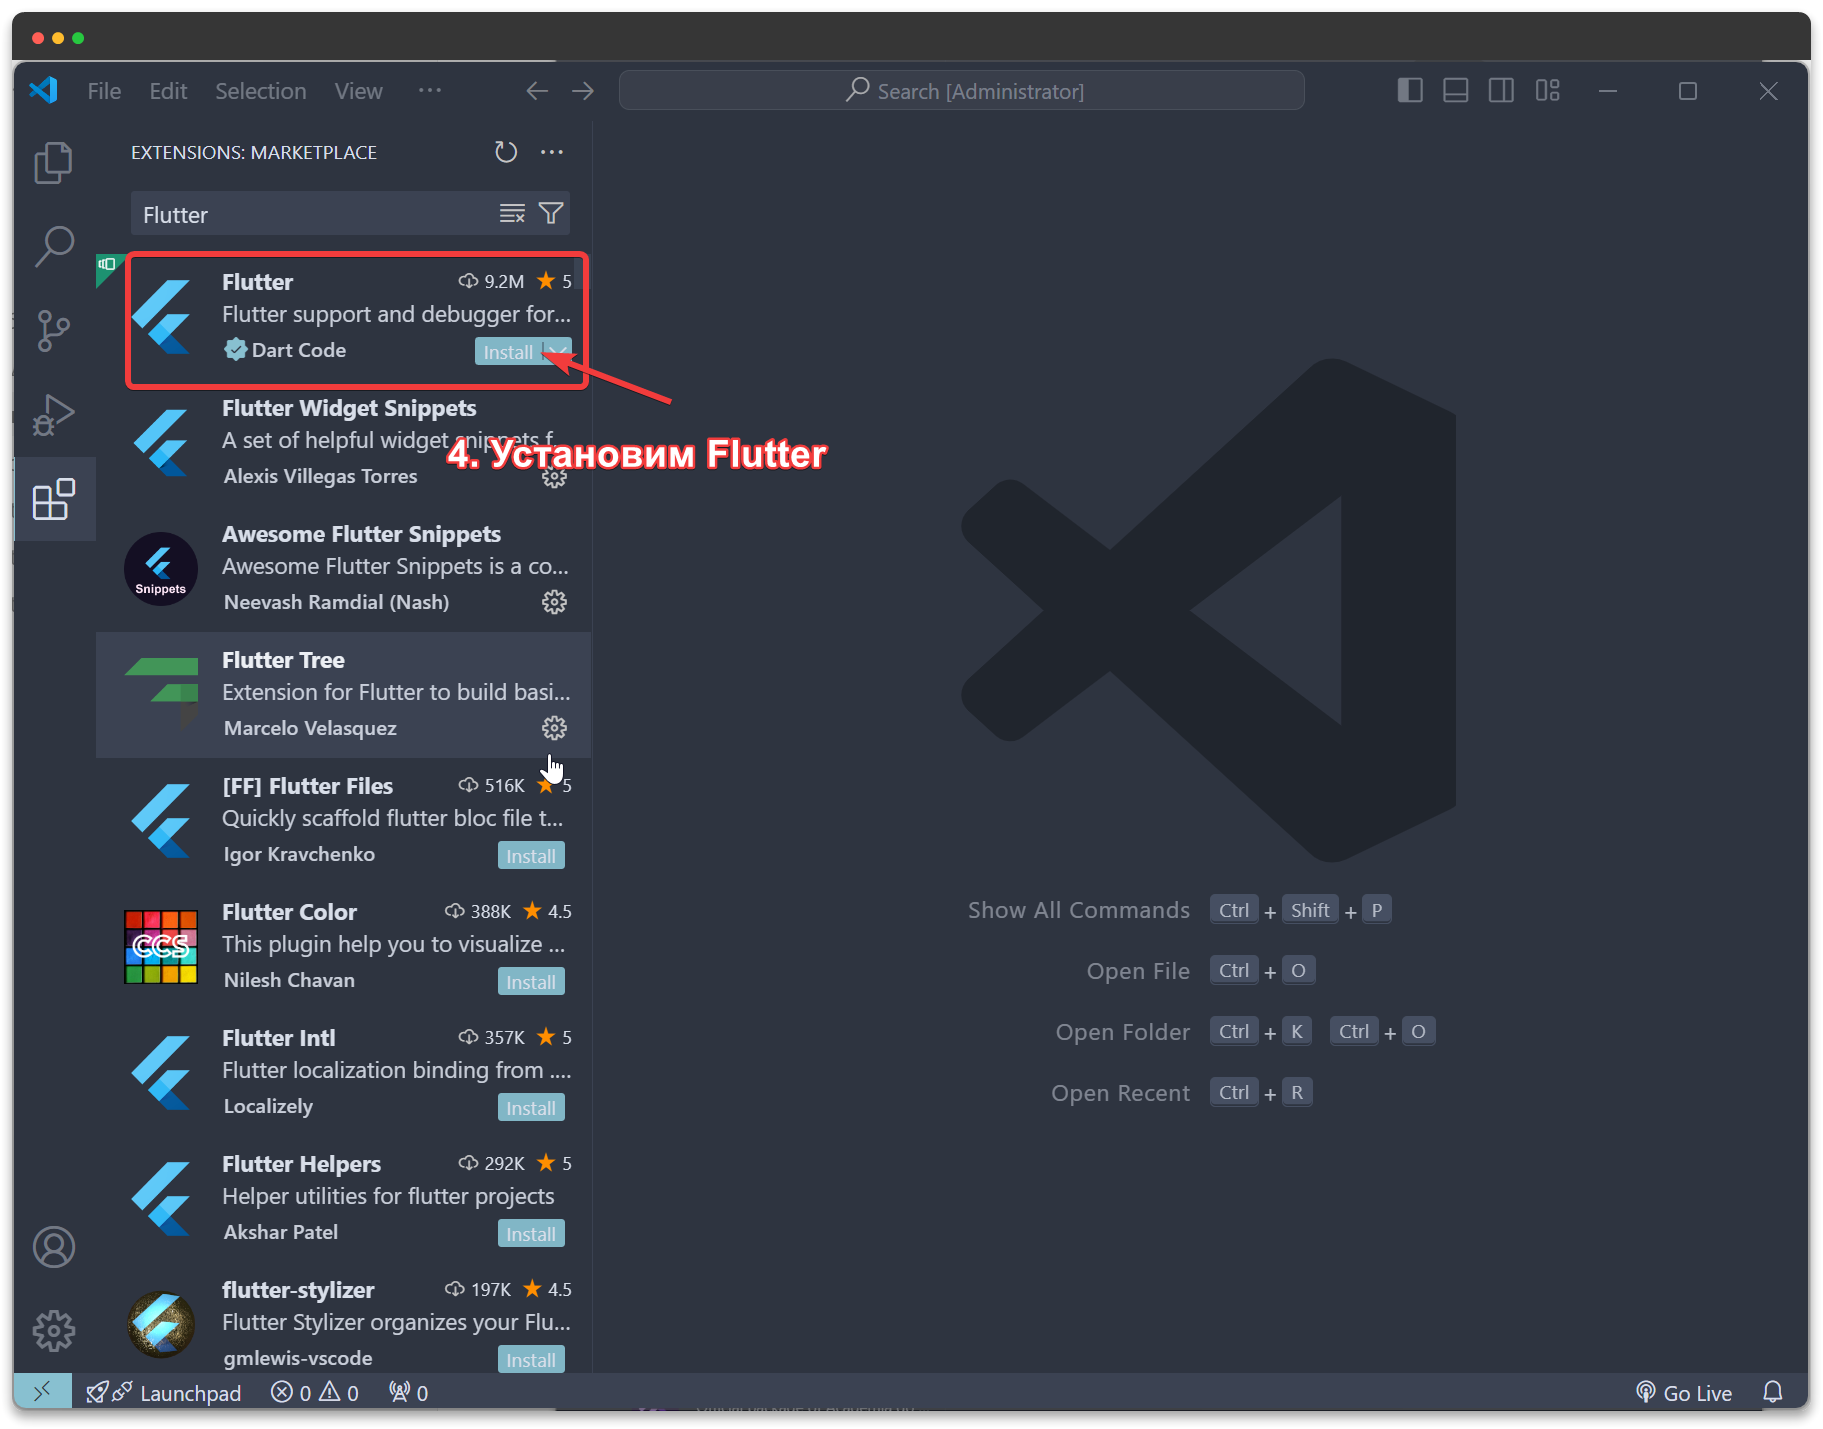 File Edit Selection View ···
Search [Administrator]
EXTENSIONS: MARKETPLACE
Flutter
Flutter 9.2M 5
Flutter support and debugger for...
Dart Code Install
Flutter Widget Snippets
A set of helpful widget snippets f...
4. Установим Flutter
Alexis Villegas Torres
Awesome Flutter Snippets
Awesome Flutter Snippets is a co...
Snippets
Neevash Ramdial (Nash)
Flutter Tree
Extension for Flutter to build basi...
Marcelo Velasquez
[FF] Flutter Files 516K 5
Quickly scaffold flutter bloc file t...
Igor Kravchenko Install
Flutter Color 388K 4.5
CCS
This plugin help you to visualize ...
Nilesh Chavan Install
Flutter Intl 357K 5
Flutter localization binding from ....
Localizely Install
Flutter Helpers 292K 5
Helper utilities for flutter projects
Akshar Patel Install
flutter-stylizer 197K 4.5
Flutter Stylizer organizes your Flu...
gmlewis-vscode Install
Show All Commands Ctrl + Shift + P
Open File Ctrl + O
Open Folder Ctrl + K Ctrl + O
Open Recent Ctrl + R
Launchpad 0 0 0 Go Live